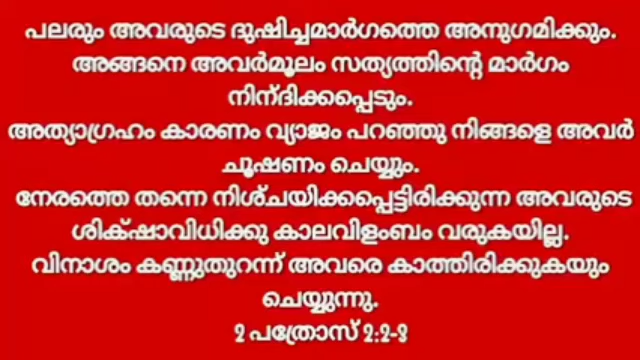 പലരും അവരുടെ ദുഷിച്ചമാർഗത്തെ അനുഗമിക്കും.
അങ്ങനെ അവർമൂലം സത്യത്തിന്റെ മാർഗം
നിന്ദിക്കപ്പെടും.
അത്യാഗ്രഹം കാരണം വ്യാജം പറഞ്ഞു നിങ്ങളെ അവർ
ചൂഷണം ചെയ്യും.
നേരത്തെ തന്നെ നിശ്ചയിക്കപ്പെട്ടിരിക്കുന്ന അവരുടെ
ശിക്ഷാവിധിക്കു കാലവിളംബം വരുകയില്ല.
വിനാശം കണ്ണുതുറന്ന് അവരെ കാത്തിരിക്കുകയും
ചെയ്യുന്നു.
2 പത്രോസ് 2:2-3